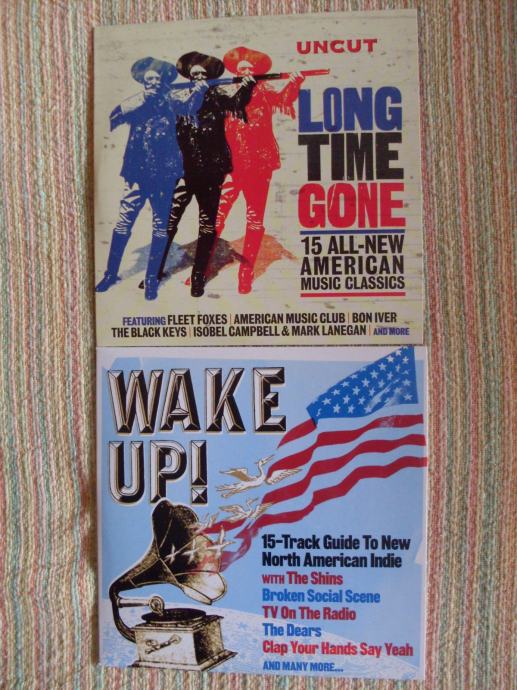 UNCUT
LONG
TIME
GONE
15 ALL-NEW
AMERICAN
MUSIC CLASSICS
FEATURING FLEET FOXES | AMERICAN MUSIC CLUB | BON IVER
THE BLACK KEYS | ISOBEL CAMPBELL & MARK LANEGAN | AND MORE
WAKE
UP!
15-Track Guide To New
North American Indie
WITH The Shins
Broken Social Scene
TV On The Radio
The Dears
Clap Your Hands Say Yeah
AND MANY MORE...